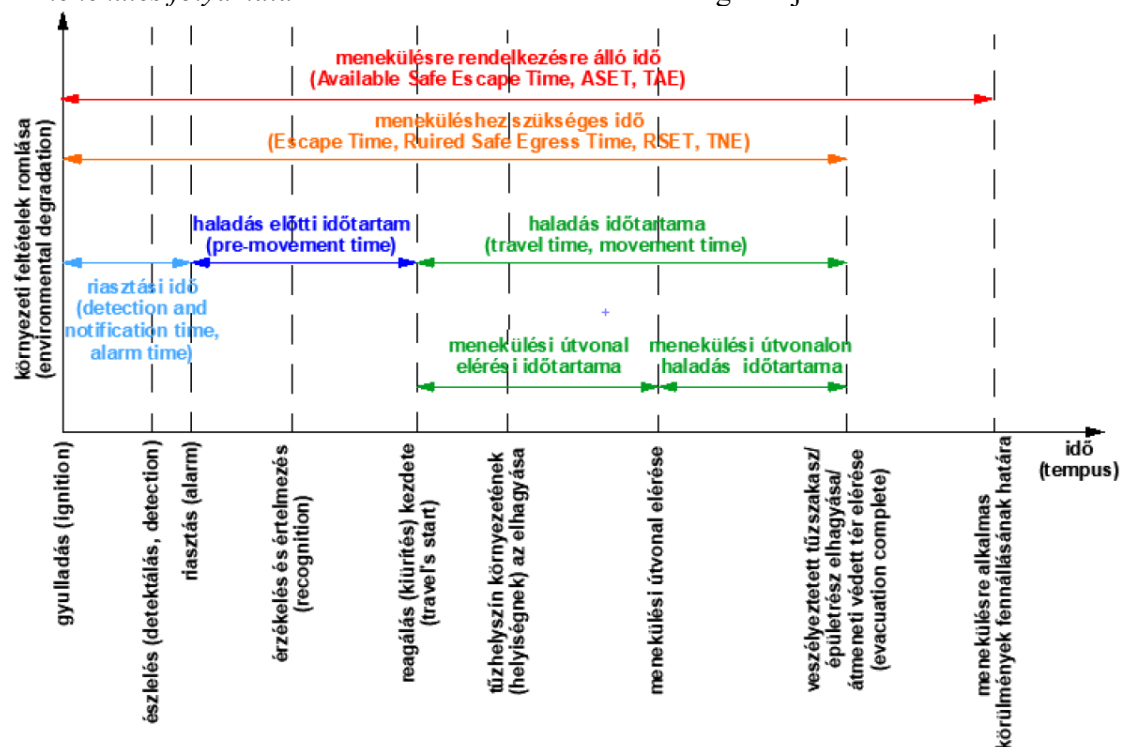 menekülésre rendelkezésre álló idő
(Available Safe Escape Time, ASET, TAE)
meneküléshez szükséges idő
(Escape Time, Ruired Safe Egress Time, RSET, TNE)
haladás előtti időtartam
(pre-movement time)
haladás időtartama
(travel time, movement time)
riasztási idő
(detection and
notification time,
alarm time)
menekülési útvonal
elérési időtartama
menekülési útvonalon
haladás időtartama
környezeti feltételek romlása
(environmental degradation)
idő
(tempus)
gyulladás (ignition)
észlelés (detektálás, detection)
riasztás (alarm)
érzékelés és értelmezés
(recognition)
reagálás (kiürítés) kezdete
(travel's start)
tűzhelyszín környezetének
(helyiségnek) az elhagyása
menekülési útvonal elérése
veszélyeztetett tűzszakasz/
épületrész elhagyása/
átmeneti védett tér elérése
(evacuation complete)
menekülésre alkalmas
körülmények fennállásának határa